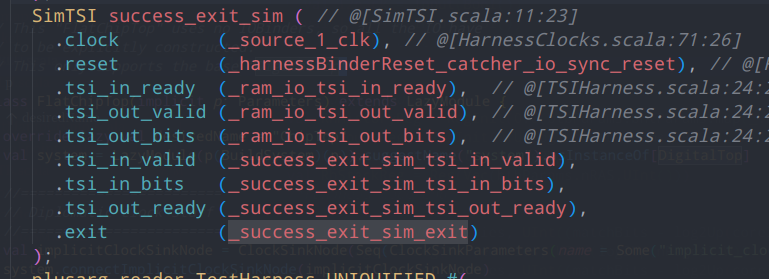 SimTSI success_exit_sim ( // @[SimTSI.scala:11:23]
.clock (_source_1_clk), // @[HarnessClocks.scala:71:26]
.reset (_harnessBinderReset_catcher_io_sync_reset), // @[
.tsi_in_ready (_ram_io_tsi_in_ready), // @[TSIHarness.scala:24:2
.tsi_out_valid (_ram_io_tsi_out_valid), // @[TSIHarness.scala:24:2
.tsi_out_bits (_ram_io_tsi_out_bits), // @[TSIHarness.scala:24:2
.tsi_in_valid (_success_exit_sim_tsi_in_valid),
.tsi_in_bits (_success_exit_sim_tsi_in_bits),
.tsi_out_ready (_success_exit_sim_tsi_out_ready),
.exit (_success_exit_sim_exit)
);
plusarg_reader_TestHarness_UNIQUIFIED #(